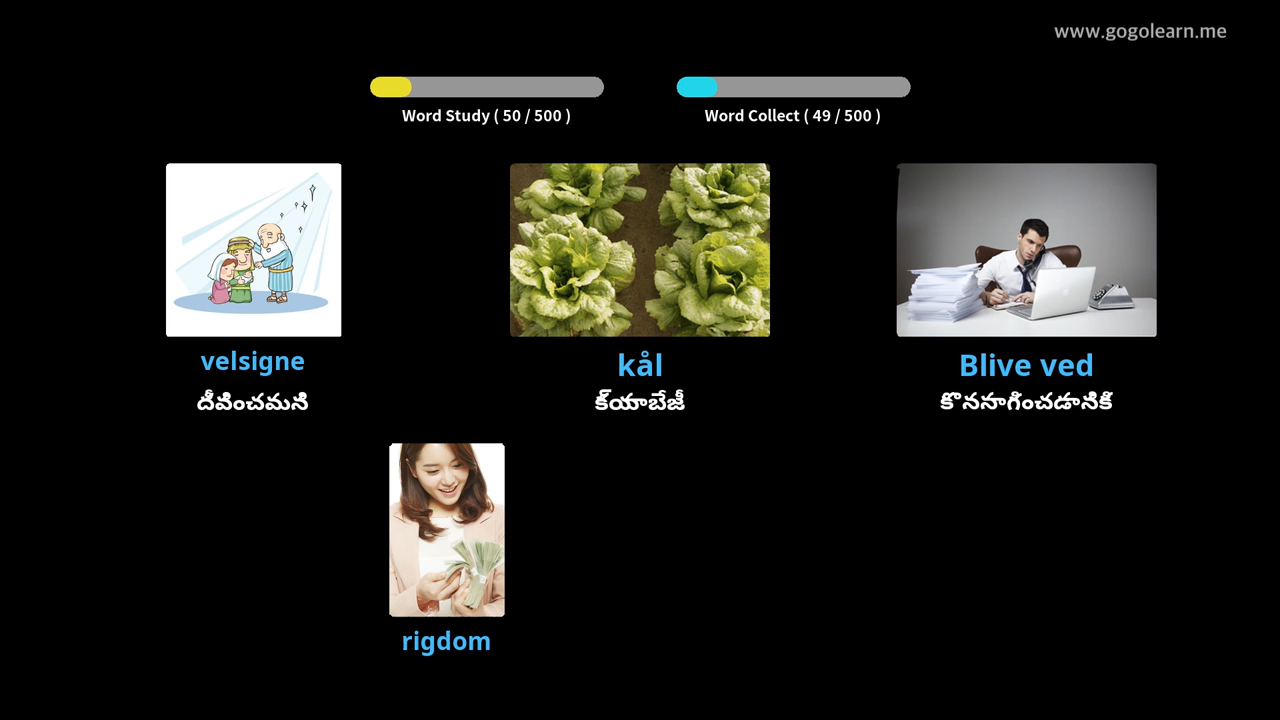 www.gogolearn.me
Word Study ( 50 / 500 )
Word Collect ( 49 / 500 )
velsigne
kål
Blive ved
దీవించమని
క్యాబేజీ
కొనసాగించడానికి
rigdom